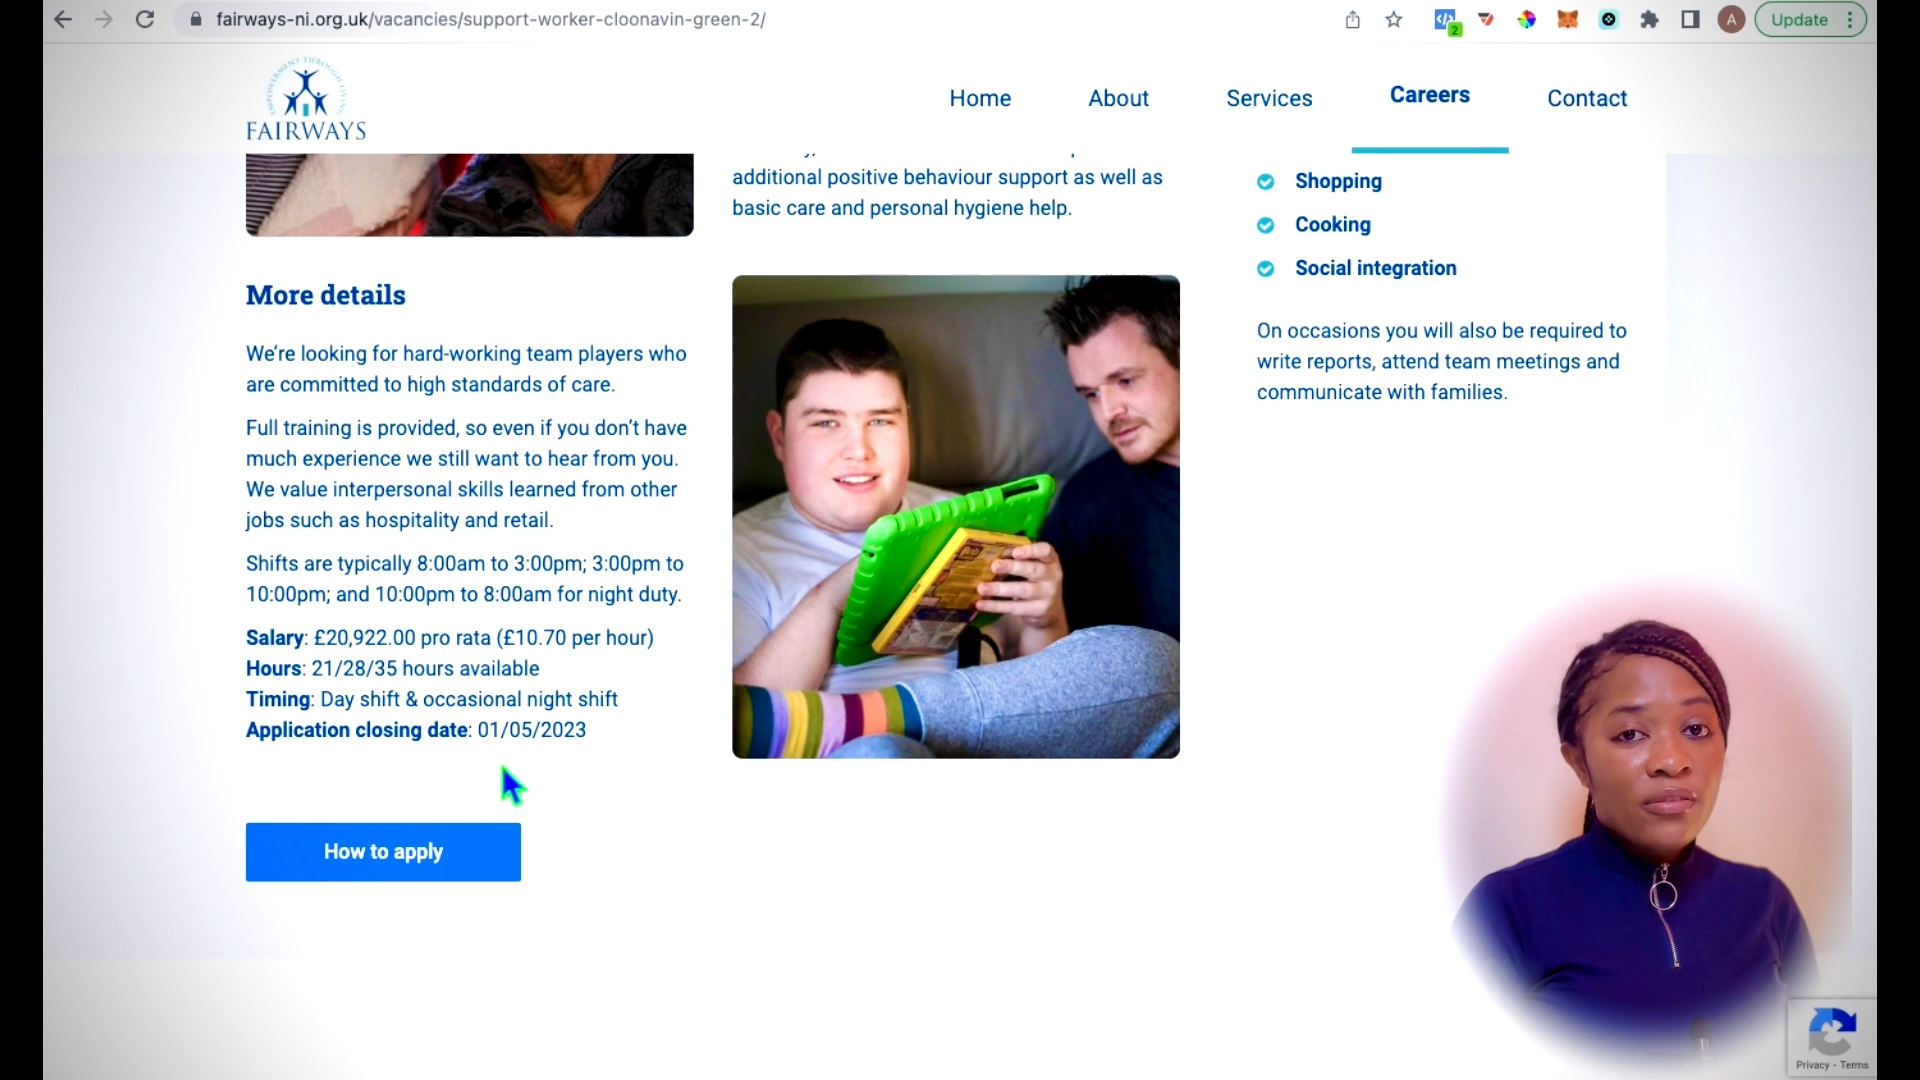 fairways-ni.org.uk/vacancies/support-worker-cloonavin-green-2/
2
A
Update
EMPOWERMENT THROUGH LIVING
FAIRWAYS
Home
About
Services
Careers
Contact
additional positive behaviour support as well as
basic care and personal hygiene help.
Shopping
Cooking
Social integration
On occasions you will also be required to
write reports, attend team meetings and
communicate with families.
More details
We’re looking for hard-working team players who
are committed to high standards of care.
Full training is provided, so even if you don’t have
much experience we still want to hear from you.
We value interpersonal skills learned from other
jobs such as hospitality and retail.
Shifts are typically 8:00am to 3:00pm; 3:00pm to
10:00pm; and 10:00pm to 8:00am for night duty.
Salary: £20,922.00 pro rata (£10.70 per hour)
Hours: 21/28/35 hours available
Timing: Day shift & occasional night shift
Application closing date: 01/05/2023
How to apply
Privacy - Terms